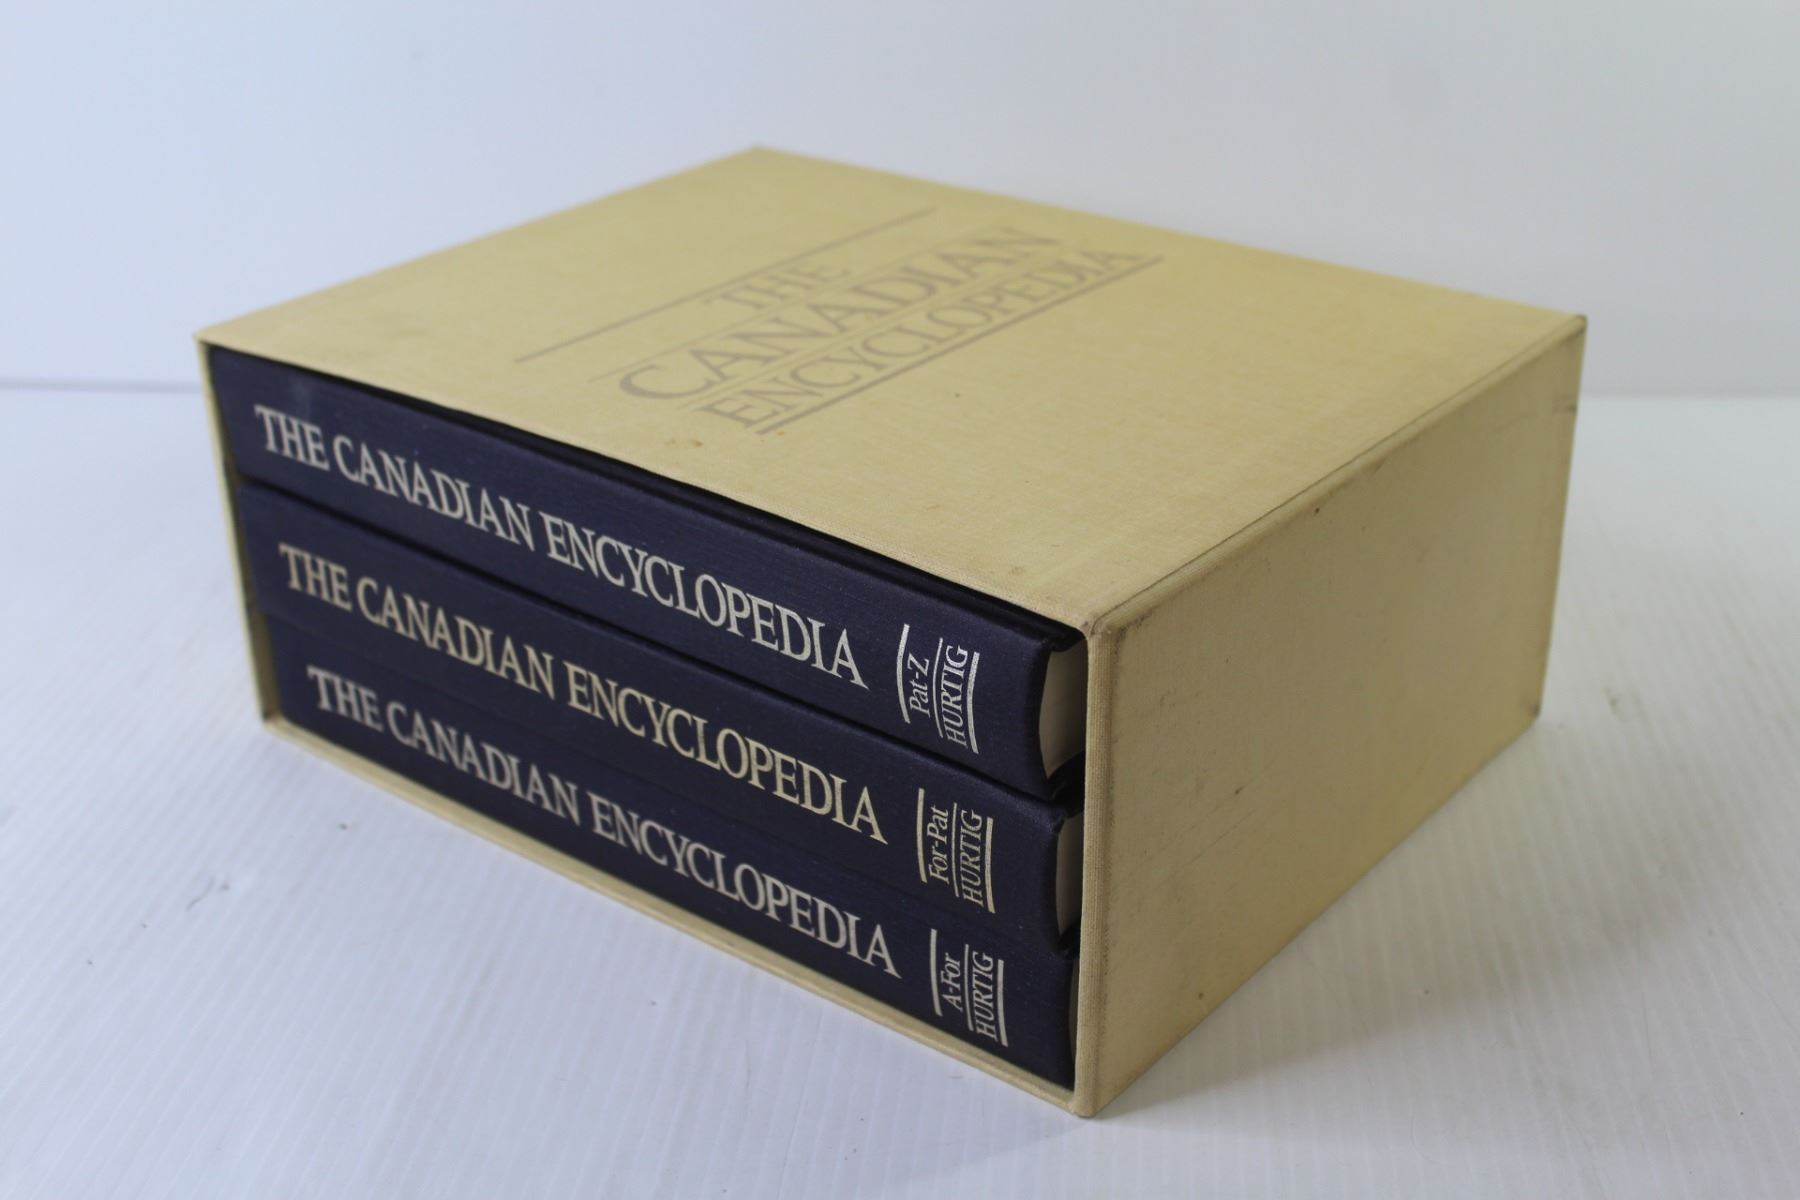 THE
CANADIAN
ENCYCLOPEDIA
THE CANADIAN ENCYCLOPEDIA
Pat-Z
HURTIG
THE CANADIAN ENCYCLOPEDIA
For-Pat
HURTIG
THE CANADIAN ENCYCLOPEDIA
A-For
HURTIG